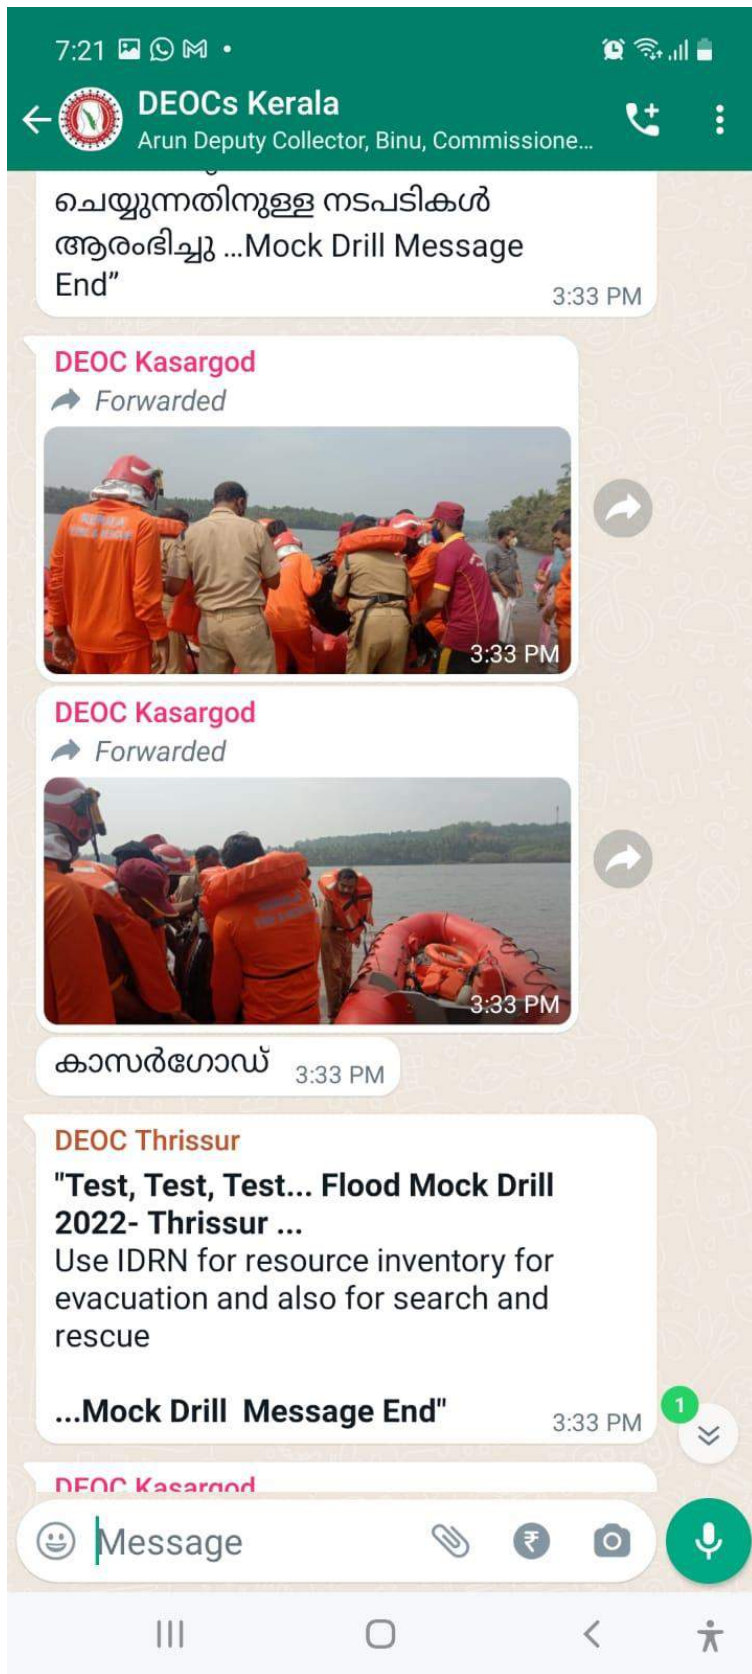 7:21
DEOCs Kerala
Arun Deputy Collector, Binu, Commissione...
ചെയ്യുന്നതിനുള്ള നടപടികൾ
ആരംഭിച്ചു ...Mock Drill Message
End”
3:33 PM
DEOC Kasargod
Forwarded
KERALA
3:33 PM
DEOC Kasargod
Forwarded
3:33 PM
കാസർഗോഡ്
3:33 PM
DEOC Thrissur
"Test, Test, Test... Flood Mock Drill
2022- Thrissur ...
Use IDRN for resource inventory for
evacuation and also for search and
rescue
...Mock Drill Message End"
3:33 PM
1
DEOC Kasargod
Message